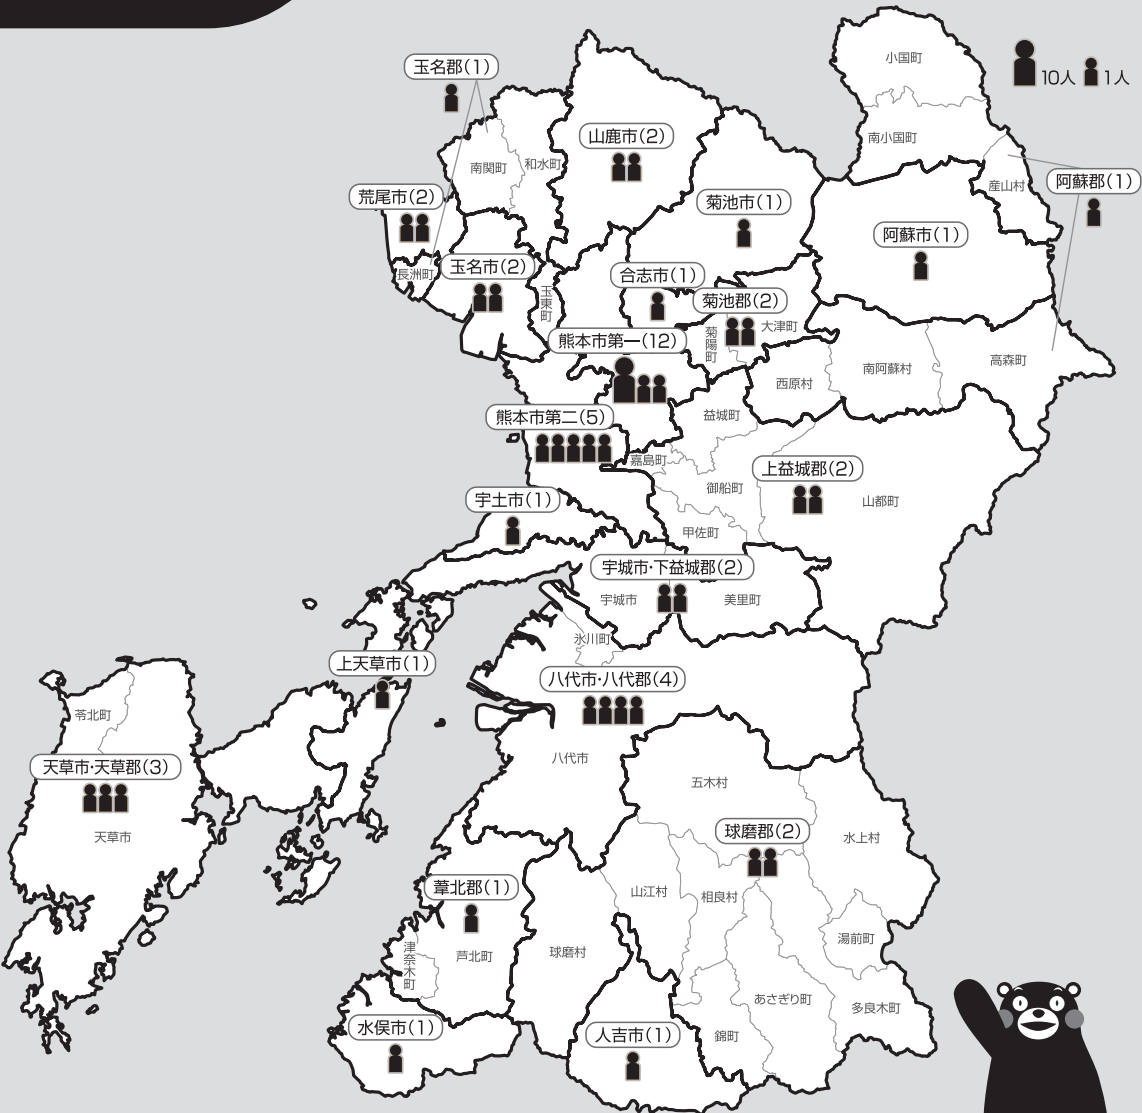 小国町
玉名郡(1)
10人
1人
山鹿市(2)
南小国町
南関町
和水町
産山村
阿蘇郡(1)
荒尾市(2)
菊池市(1)
阿蘇市(1)
長洲町
玉名市(2)
合志市(1)
玉東町
菊池郡(2)
大津町
菊陽町
熊本市第一(12)
南阿蘇村
高森町
西原村
熊本市第二(5)
益城町
嘉島町
上益城郡(2)
御船町
山都町
宇土市(1)
甲佐町
宇城市・下益城郡(2)
宇城市
美里町
氷川町
上天草市(1)
八代市・八代郡(4)
苓北町
八代市
天草市・天草郡(3)
五木村
天草市
球磨郡(2)
水上村
葦北郡(1)
山江村
相良村
湯前町
津奈木町
芦北町
球磨村
あさぎり町
多良木町
水俣市(1)
人吉市(1)
錦町